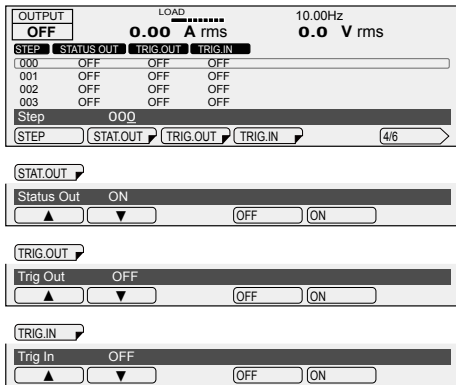 OUTPUT LOAD 10.00Hz
OFF 0.00 A rms 0.0 V rms
STEP STATUS OUT TRIG.OUT TRIG.IN
000 OFF OFF OFF
001 OFF OFF OFF
002 OFF OFF OFF
003 OFF OFF OFF
Step 000
STEP STAT.OUT TRIG.OUT TRIG.IN 4/6
STAT.OUT
Status Out ON
▲ ▼ OFF ON
TRIG.OUT
Trig Out OFF
▲ ▼ OFF ON
TRIG.IN
Trig In OFF
▲ ▼ OFF ON